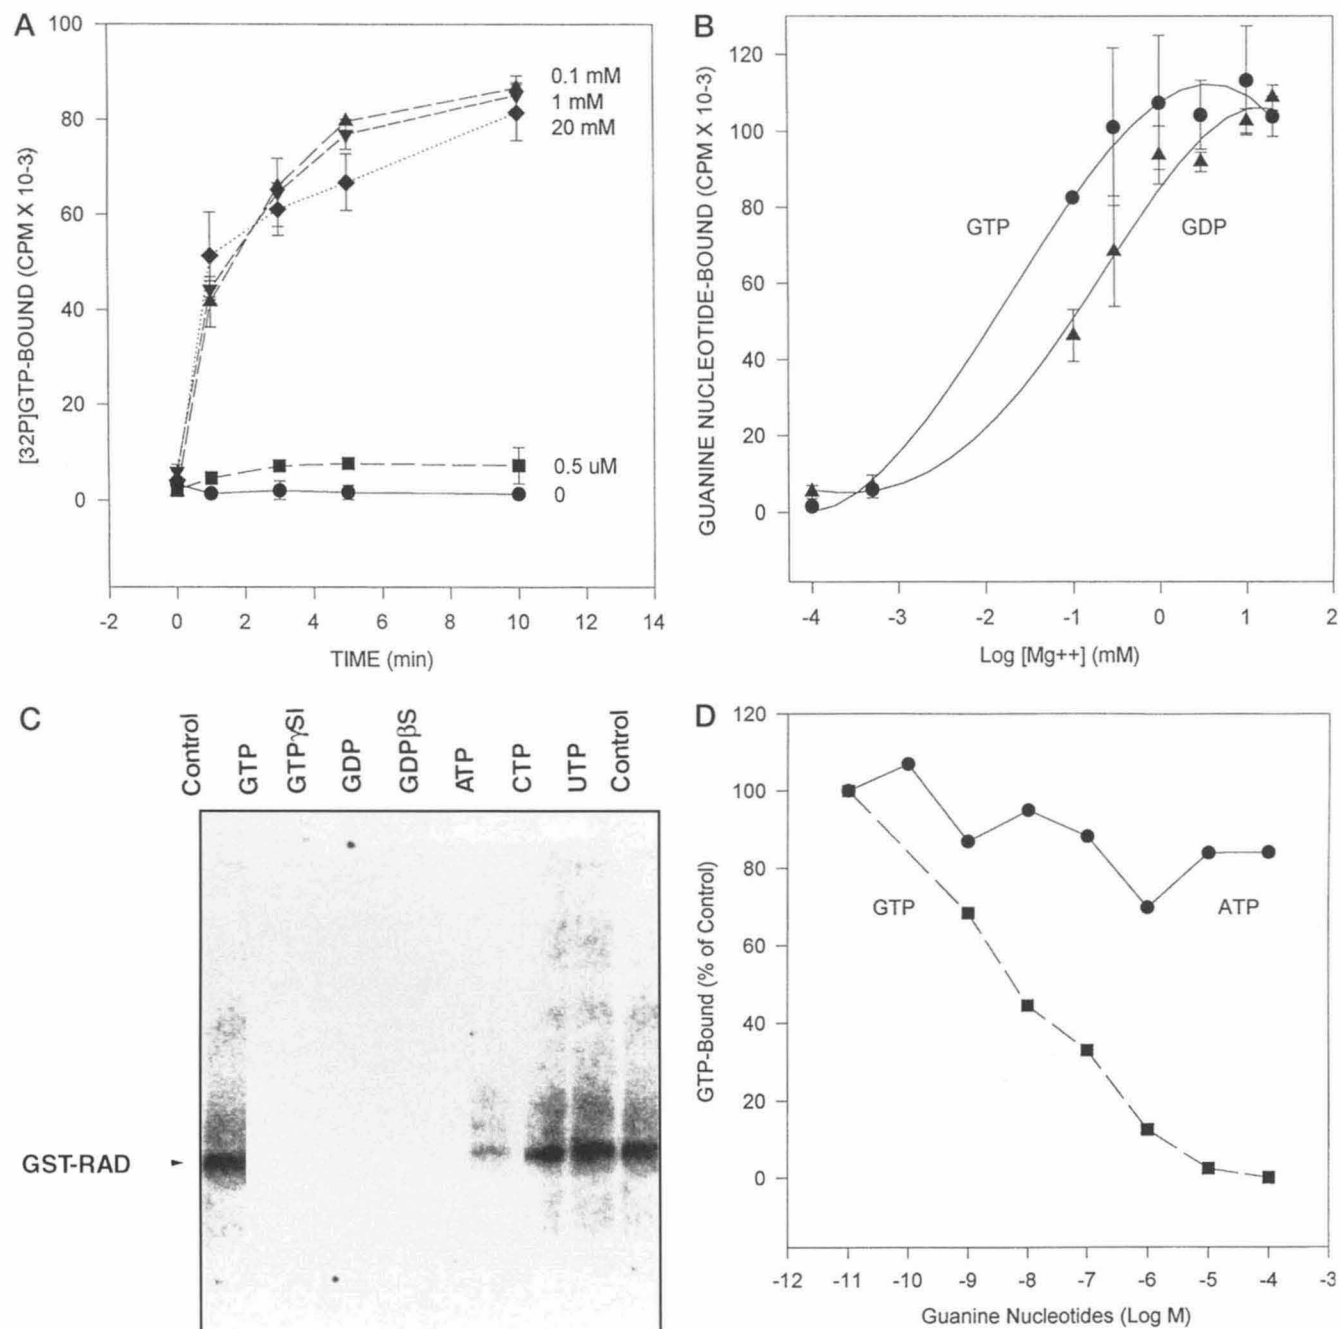 A
[32P]GTP-BOUND (CPM X 10-3)
100
80
60
40
20
0
0.1 mM
1 mM
20 mM
0.5 uM
0
-2 0 2 4 6 8 10 12 14
TIME (min)
B
GUANINE NUCLEOTIDE-BOUND (CPM X 10-3)
120
100
80
60
40
20
0
GTP
GDP
-4 -3 -2 -1 0 1 2
Log [Mg++] (mM)
C
Control
GTP
GTPγSI
GDP
GDPβS
ATP
CTP
UTP
Control
GST-RAD
D
GTP-Bound (% of Control)
120
100
80
60
40
20
0
GTP
ATP
-12 -11 -10 -9 -8 -7 -6 -5 -4 -3
Guanine Nucleotides (Log M)